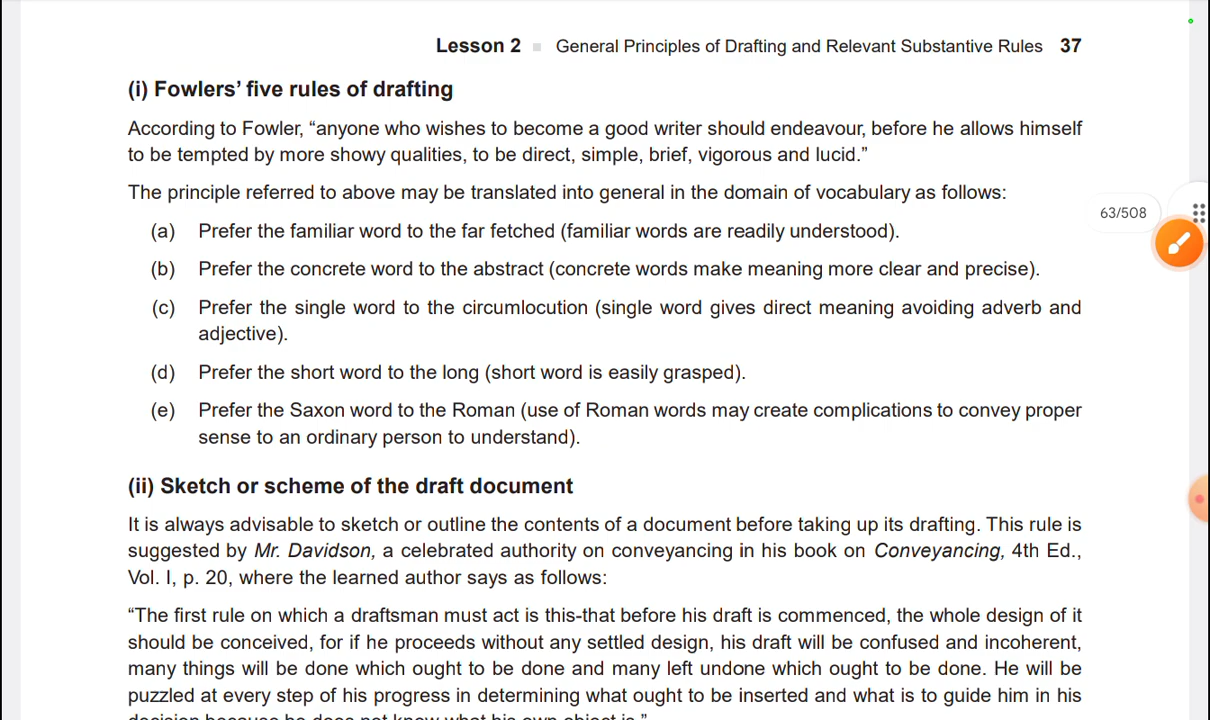 Lesson 2 ■ General Principles of Drafting and Relevant Substantive Rules 37
(i) Fowlers’ five rules of drafting
According to Fowler, “anyone who wishes to become a good writer should endeavour, before he allows himself
to be tempted by more showy qualities, to be direct, simple, brief, vigorous and lucid.”
The principle referred to above may be translated into general in the domain of vocabulary as follows:
63/508
(a) Prefer the familiar word to the far fetched (familiar words are readily understood).
(b) Prefer the concrete word to the abstract (concrete words make meaning more clear and precise).
(c) Prefer the single word to the circumlocution (single word gives direct meaning avoiding adverb and
adjective).
(d) Prefer the short word to the long (short word is easily grasped).
(e) Prefer the Saxon word to the Roman (use of Roman words may create complications to convey proper
sense to an ordinary person to understand).
(ii) Sketch or scheme of the draft document
It is always advisable to sketch or outline the contents of a document before taking up its drafting. This rule is
suggested by Mr. Davidson, a celebrated authority on conveyancing in his book on Conveyancing, 4th Ed.,
Vol. I, p. 20, where the learned author says as follows:
“The first rule on which a draftsman must act is this-that before his draft is commenced, the whole design of it
should be conceived, for if he proceeds without any settled design, his draft will be confused and incoherent,
many things will be done which ought to be done and many left undone which ought to be done. He will be
puzzled at every step of his progress in determining what ought to be inserted and what is to guide him in his
decision because he does not know what his own object is.”